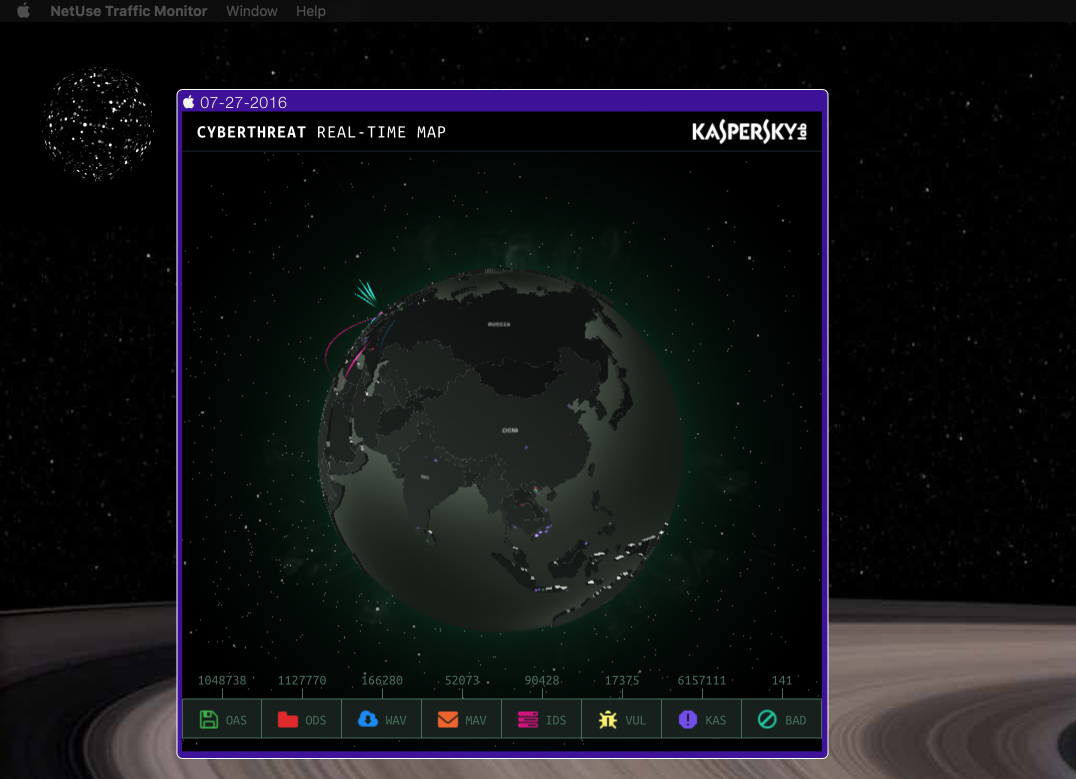 NetUse Traffic Monitor Window Help
07-27-2016
CYBERTHREAT REAL-TIME MAP
KASPERSKY lab
RUSSIA
CHINA
1048738 1127770 166280 52073 90428 17375 6157111 141
OAS ODS WAV MAV IDS VUL KAS BAD